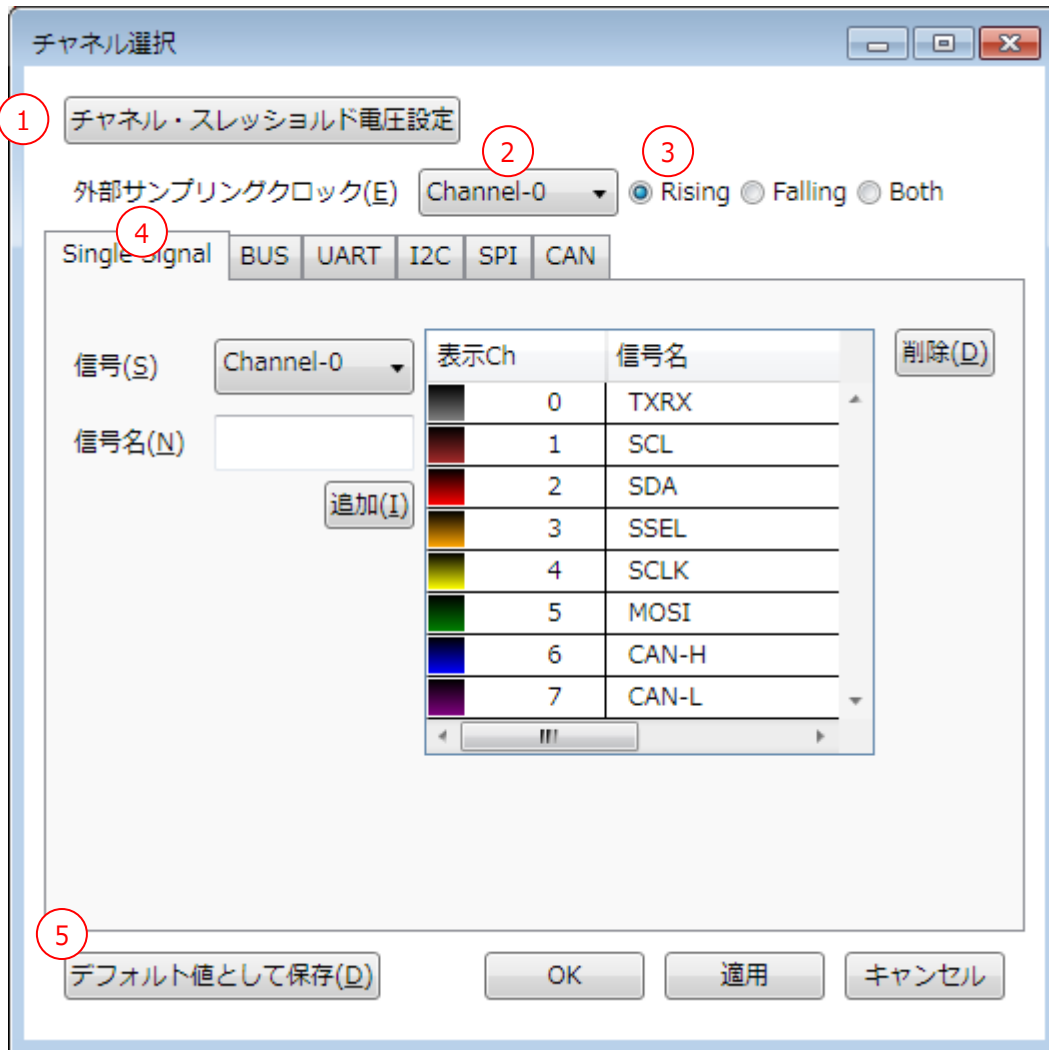 チャネル選択
① チャネル・スレッショルド電圧設定
② ③
外部サンプリングクロック(E) Channel-0 Rising Falling Both
④
Single Signal BUS UART I2C SPI CAN
信号(S) Channel-0 表示Ch 信号名 削除(D)
0 TXRX
信号名(N) 1 SCL
2 SDA
追加(I) 3 SSEL
4 SCLK
5 MOSI
6 CAN-H
7 CAN-L
⑤
デフォルト値として保存(D) OK 適用 キャンセル